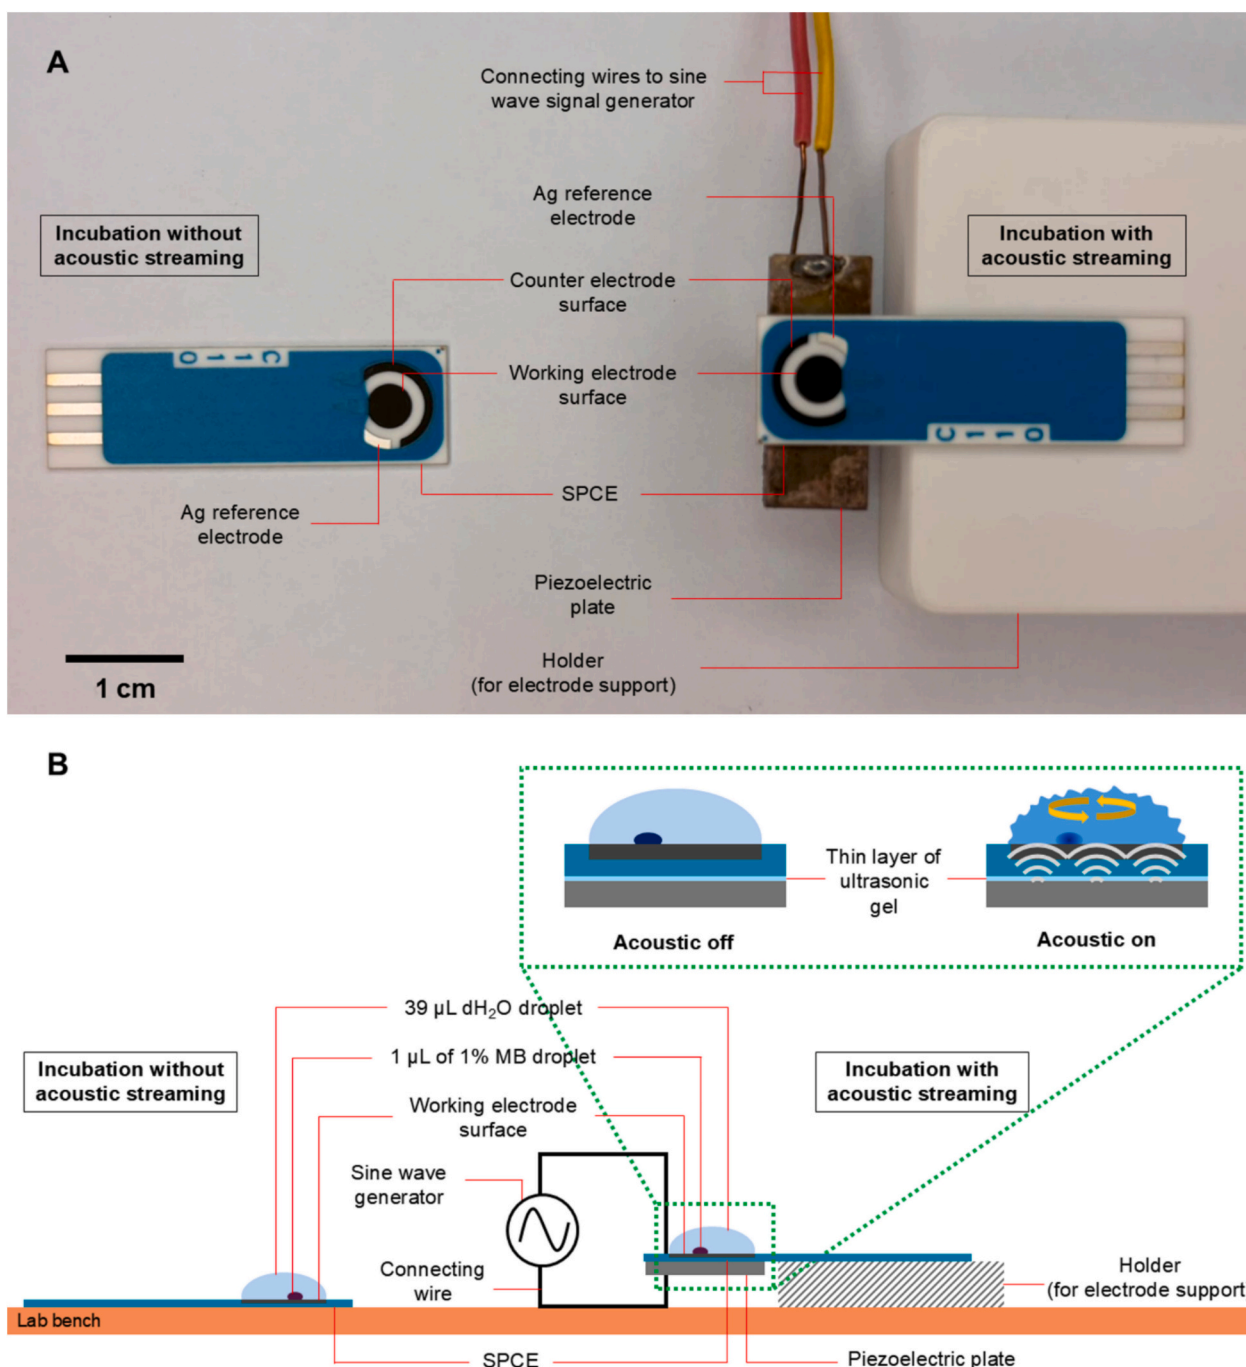 A
Connecting wires to sine
wave signal generator
Ag reference
electrode
Incubation without
acoustic streaming
Incubation with
acoustic streaming
Counter electrode
surface
C110
Working electrode
surface
C110
SPCE
Ag reference
electrode
Piezoelectric
plate
Holder
(for electrode support)
1 cm
B
Thin layer of
ultrasonic
gel
Acoustic off
Acoustic on
39 µL dH₂O droplet
Incubation without
acoustic streaming
1 µL of 1% MB droplet
Incubation with
acoustic streaming
Working electrode
surface
Sine wave
generator
Connecting
wire
Holder
(for electrode support
Lab bench
SPCE
Piezoelectric plate